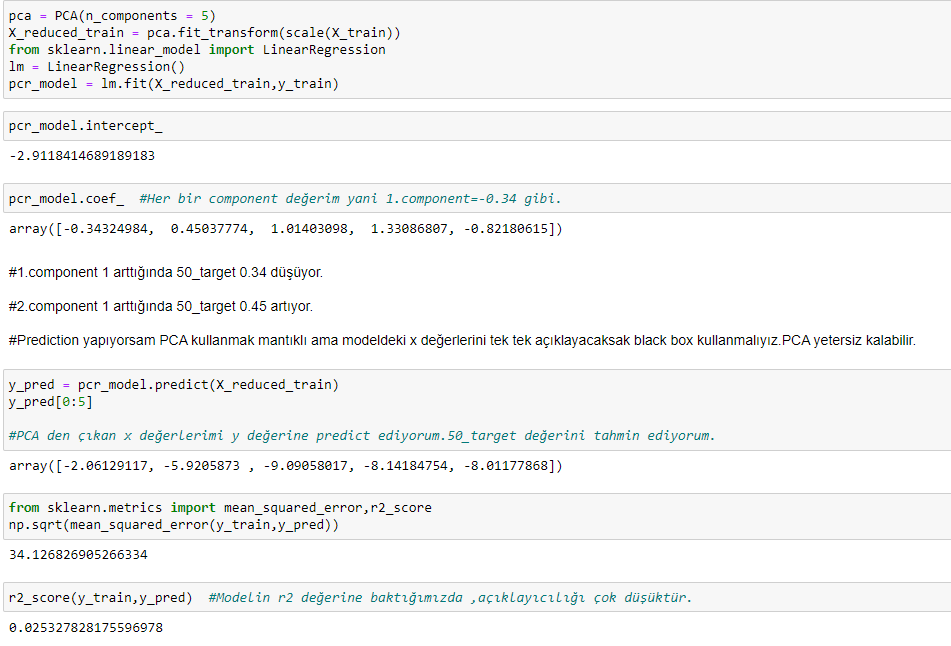 pca = PCA(n_components = 5)
X_reduced_train = pca.fit_transform(scale(X_train))
from sklearn.linear_model import LinearRegression
lm = LinearRegression()
pcr_model = lm.fit(X_reduced_train,y_train)
pcr_model.intercept_
-2.9118414689189183
pcr_model.coef_  #Her bir component değerim yani 1.component=-0.34 gibi.
array([-0.34324984,  0.45037774,  1.01403098,  1.33086807, -0.82180615])
#1.component 1 arttığında 50_target 0.34 düşüyor.
#2.component 1 arttığında 50_target 0.45 artıyor.
#Prediction yapıyorsam PCA kullanmak mantıklı ama modeldeki x değerlerini tek tek açıklayacaksak black box kullanmalıyız.PCA yetersiz kalabilir.
y_pred = pcr_model.predict(X_reduced_train)
y_pred[0:5]
#PCA den çıkan x değerlerimi y değerine predict ediyorum.50_target değerini tahmin ediyorum.
array([-2.06129117, -5.9205873 , -9.09058017, -8.14184754, -8.01177868])
from sklearn.metrics import mean_squared_error,r2_score
np.sqrt(mean_squared_error(y_train,y_pred))
34.126826905266334
r2_score(y_train,y_pred)  #Modelin r2 değerine baktığımızda ,açıklayıcılığı çok düşüktür.
0.025327828175596978